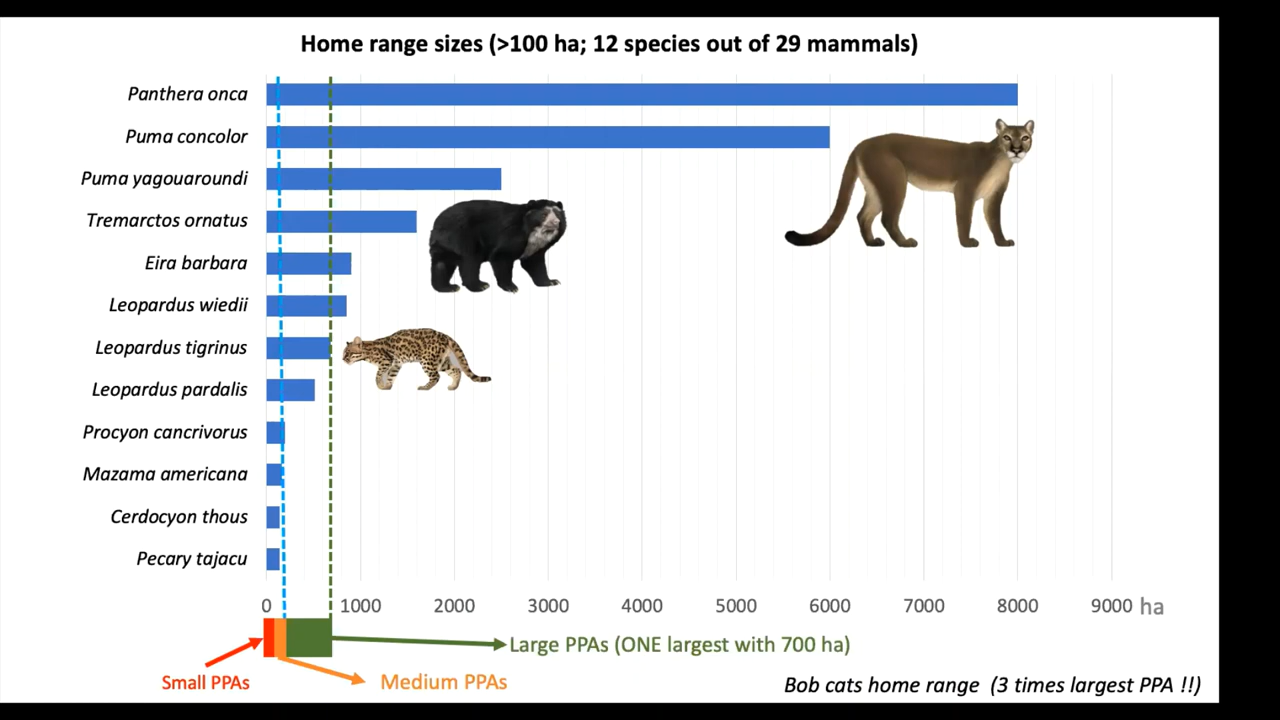 Home range sizes (>100 ha; 12 species out of 29 mammals)
Panthera onca
Puma concolor
Puma yagouaroundi
Tremarctos ornatus
Eira barbara
Leopardus wiedii
Leopardus tigrinus
Leopardus pardalis
Procyon cancrivorus
Mazama americana
Cerdocyon thous
Pecary tajacu
0 1000 2000 3000 4000 5000 6000 7000 8000 9000 ha
Large PPAs (ONE largest with 700 ha)
Small PPAs
Medium PPAs
Bob cats home range (3 times largest PPA !!)